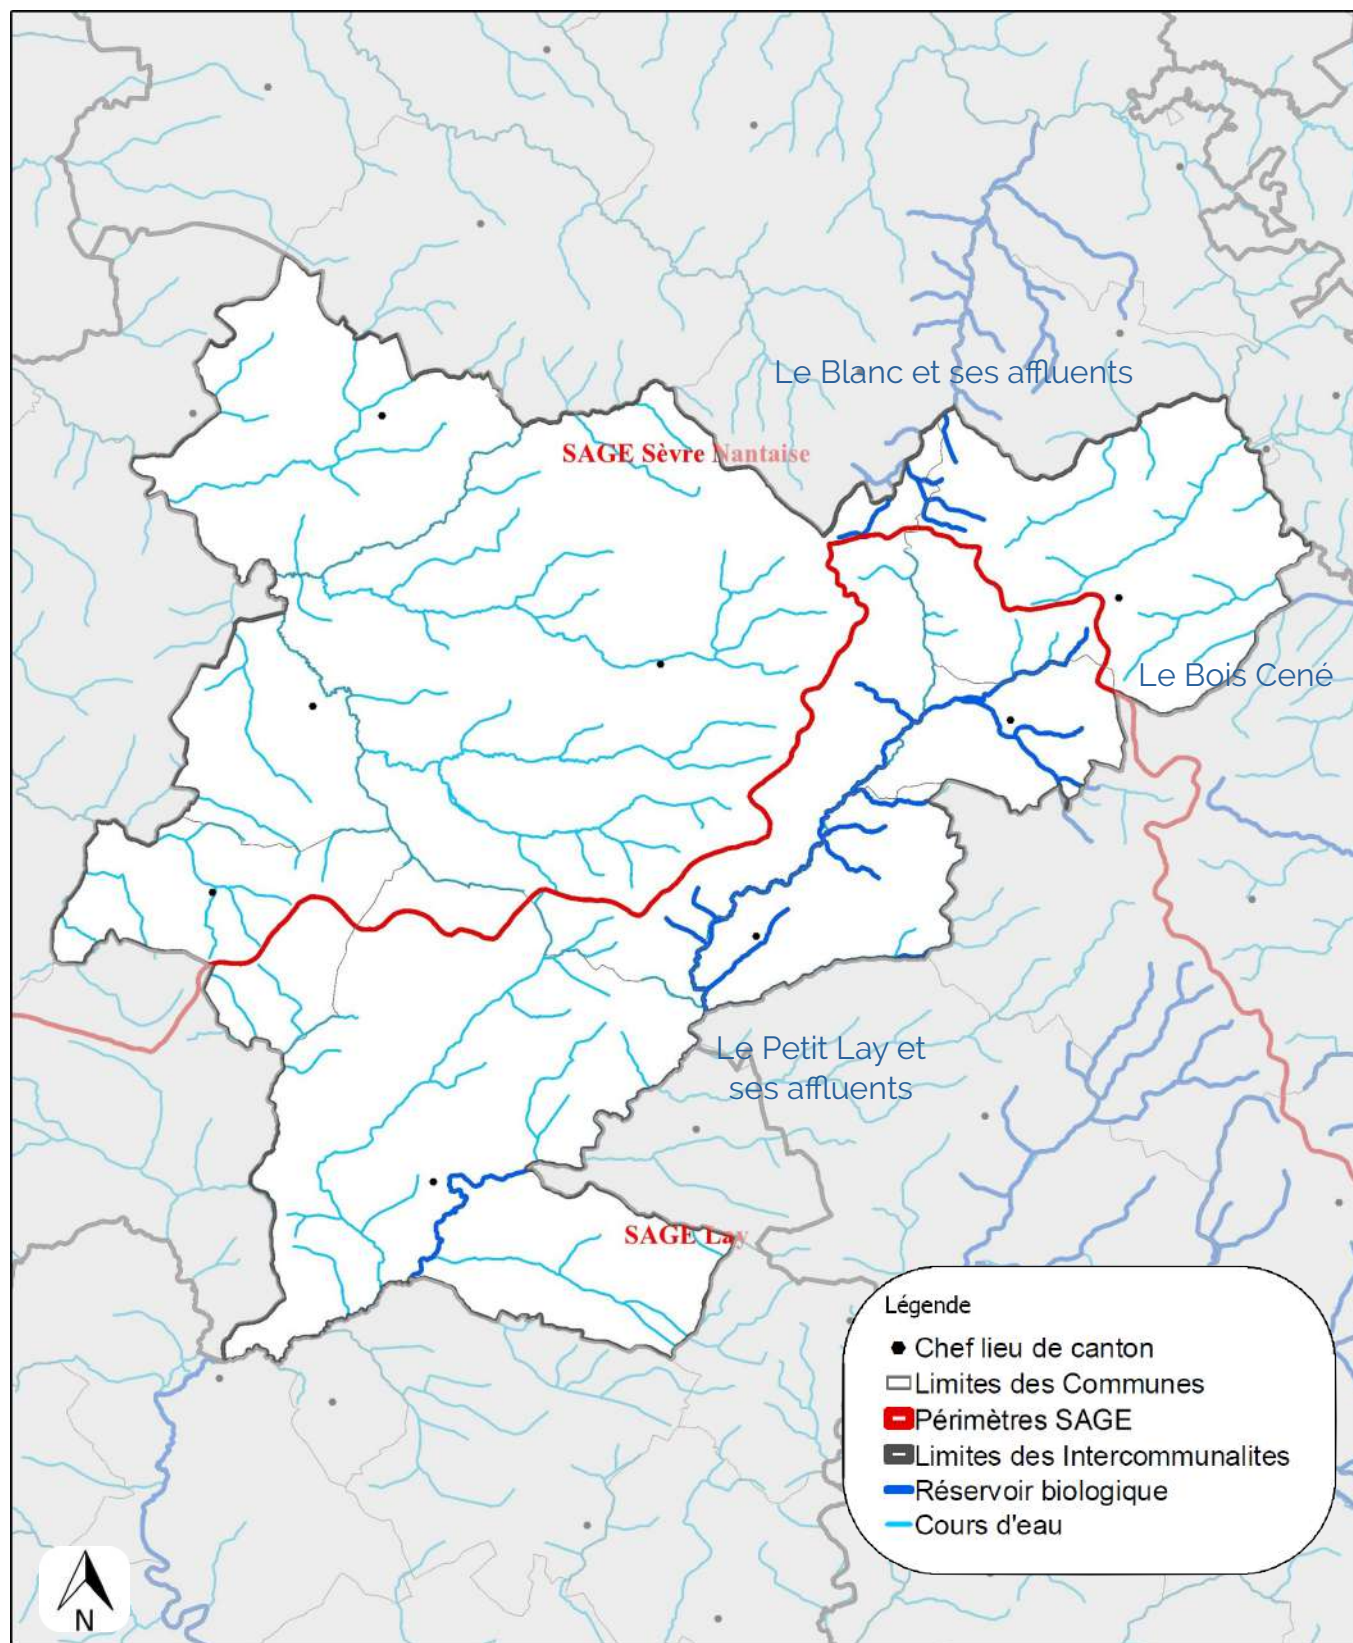 Le Blanc et ses affluents
SAGE Sèvre Nantaise
Le Bois Cené
Le Petit Lay et
ses affluents
SAGE Lay
Légende
Chef lieu de canton
Limites des Communes
Périmètres SAGE
Limites des Intercommunalites
Réservoir biologique
Cours d'eau
N